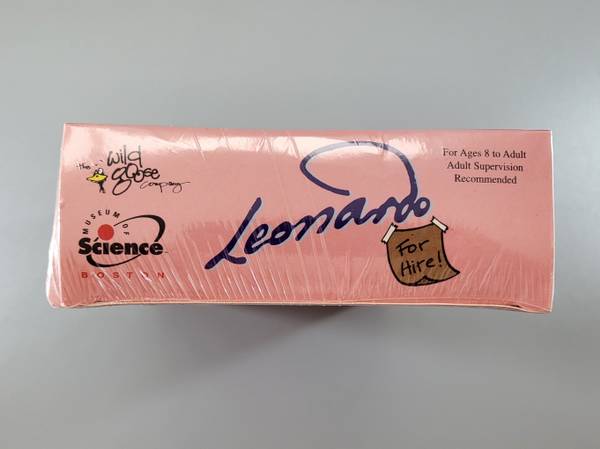 the
wild
goose
company
MUSEUM OF
Science
BOSTON
Leonardo
For
Hire!
For Ages 8 to Adult
Adult Supervision
Recommended